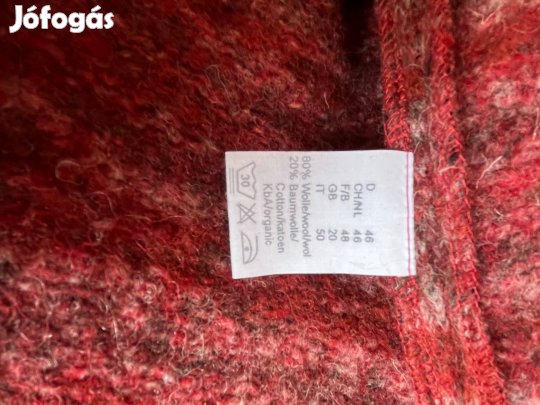 Jófogás
D 46
CH/NL 46
F/B 48
GB 20
IT 50
80% Wolle/wool/wol
20% Baumwolle/
Cotton/katoen
KbA/organic
30